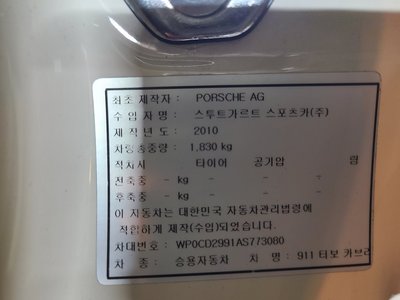 최초 제작자 : PORSCHE AG
수 입 자 명 : 스투트가르트 스포츠카(주)
제 작 년 도 : 2010
차량총중량 : 1,830 kg
적차시 타이어 공기압 림
전축중 - kg - - -
후축중 - kg - - -
이 자동차는 대한민국 자동차관리법령에
적합하게 제작(수입)되었습니다.
차대번호 : WP0CD2991AS773080
차 종 : 승용자동차 차 명 : 911 터보 카브리